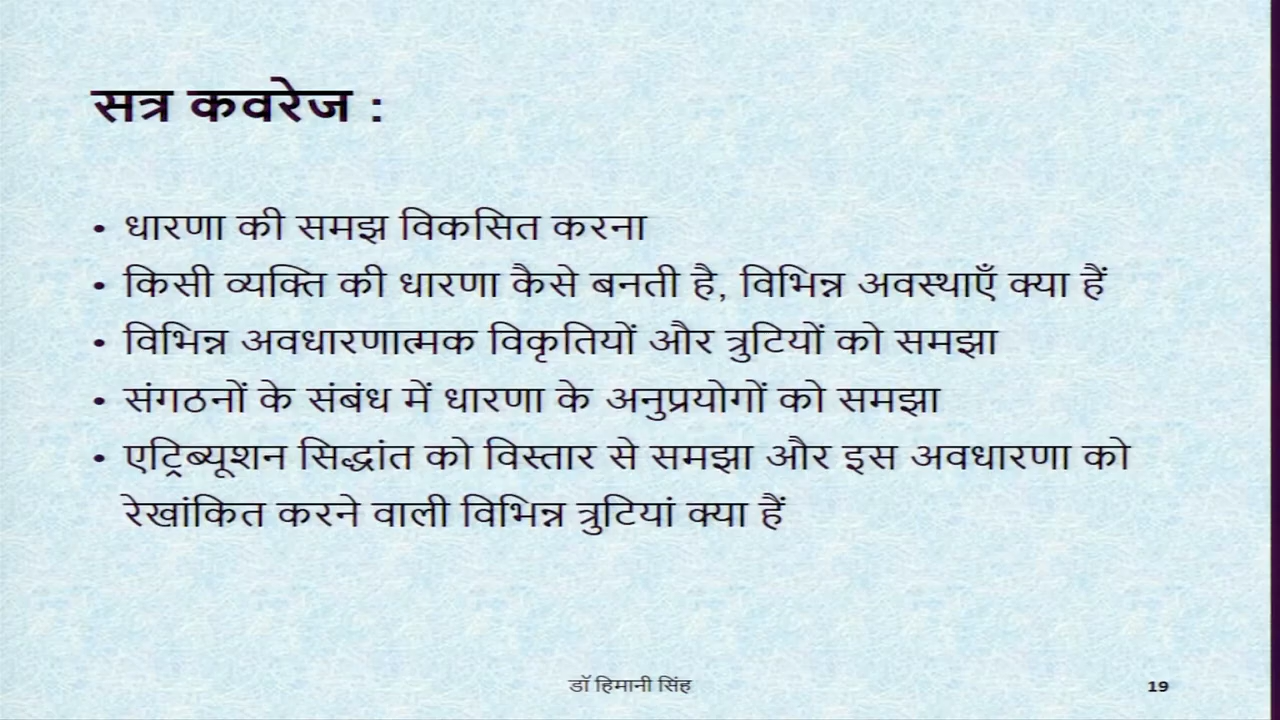 सत्र कवरेज :
• धारणा की समझ विकसित करना
• किसी व्यक्ति की धारणा कैसे बनती है, विभिन्न अवस्थाएँ क्या हैं
• विभिन्न अवधारणात्मक विकृतियों और त्रुटियों को समझा
• संगठनों के संबंध में धारणा के अनुप्रयोगों को समझा
• एट्रिब्यूशन सिद्धांत को विस्तार से समझा और इस अवधारणा को
रेखांकित करने वाली विभिन्न त्रुटियां क्या हैं
डॉ हिमानी सिंह
19